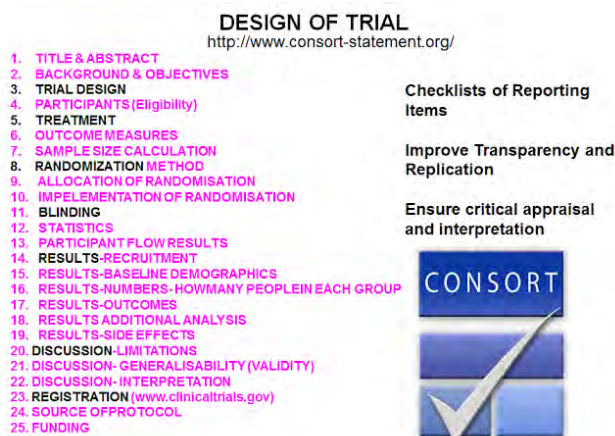 DESIGN OF TRIAL
http://www.consort-statement.org/
1. TITLE & ABSTRACT
2. BACKGROUND & OBJECTIVES
3. TRIAL DESIGN
4. PARTICIPANTS (Eligibility)
5. TREATMENT
6. OUTCOME MEASURES
7. SAMPLE SIZE CALCULATION
8. RANDOMIZATION METHOD
9. ALLOCATION OF RANDOMISATION
10. IMPELEMENTATION OF RANDOMISATION
11. BLINDING
12. STATISTICS
13. PARTICIPANT FLOW RESULTS
14. RESULTS-RECRUITMENT
15. RESULTS-BASELINE DEMOGRAPHICS
16. RESULTS-NUMBERS- HOWMANY PEOPLEIN EACH GROUP
17. RESULTS-OUTCOMES
18. RESULTS ADDITIONAL ANALYSIS
19. RESULTS-SIDE EFFECTS
20. DISCUSSION-LIMITATIONS
21. DISCUSSION- GENERALISABILITY (VALIDITY)
22. DISCUSSION- INTERPRETATION
23. REGISTRATION (www.clinicaltrials.gov)
24. SOURCE OFPROTOCOL
25. FUNDING
Checklists of Reporting
Items
Improve Transparency and
Replication
Ensure critical appraisal
and interpretation
CONSORT